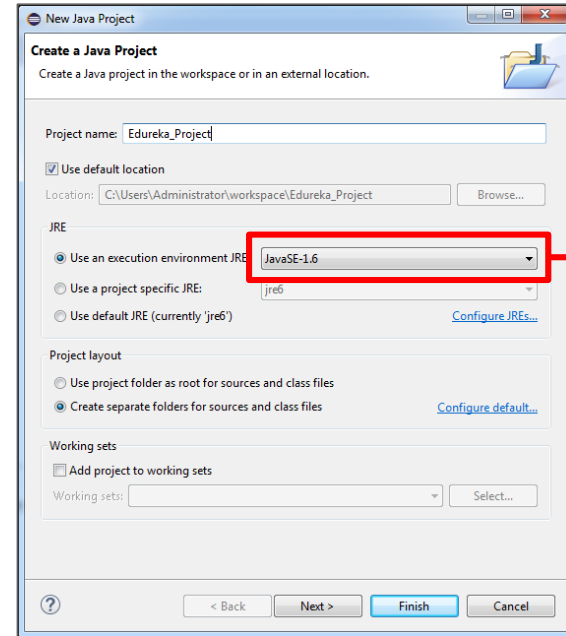 New Java Project
Create a Java Project
Create a Java project in the workspace or in an external location.
Project name: Edureka_Project
Use default location
Location: C:\Users\Administrator\workspace\Edureka_Project Browse...
JRE
Use an execution environment JRE JavaSE-1.6
Use a project specific JRE: jre6
Use default JRE (currently 'jre6') Configure JREs...
Project layout
Use project folder as root for sources and class files
Create separate folders for sources and class files Configure default...
Working sets
Add project to working sets
Working sets: Select...
? < Back Next > Finish Cancel